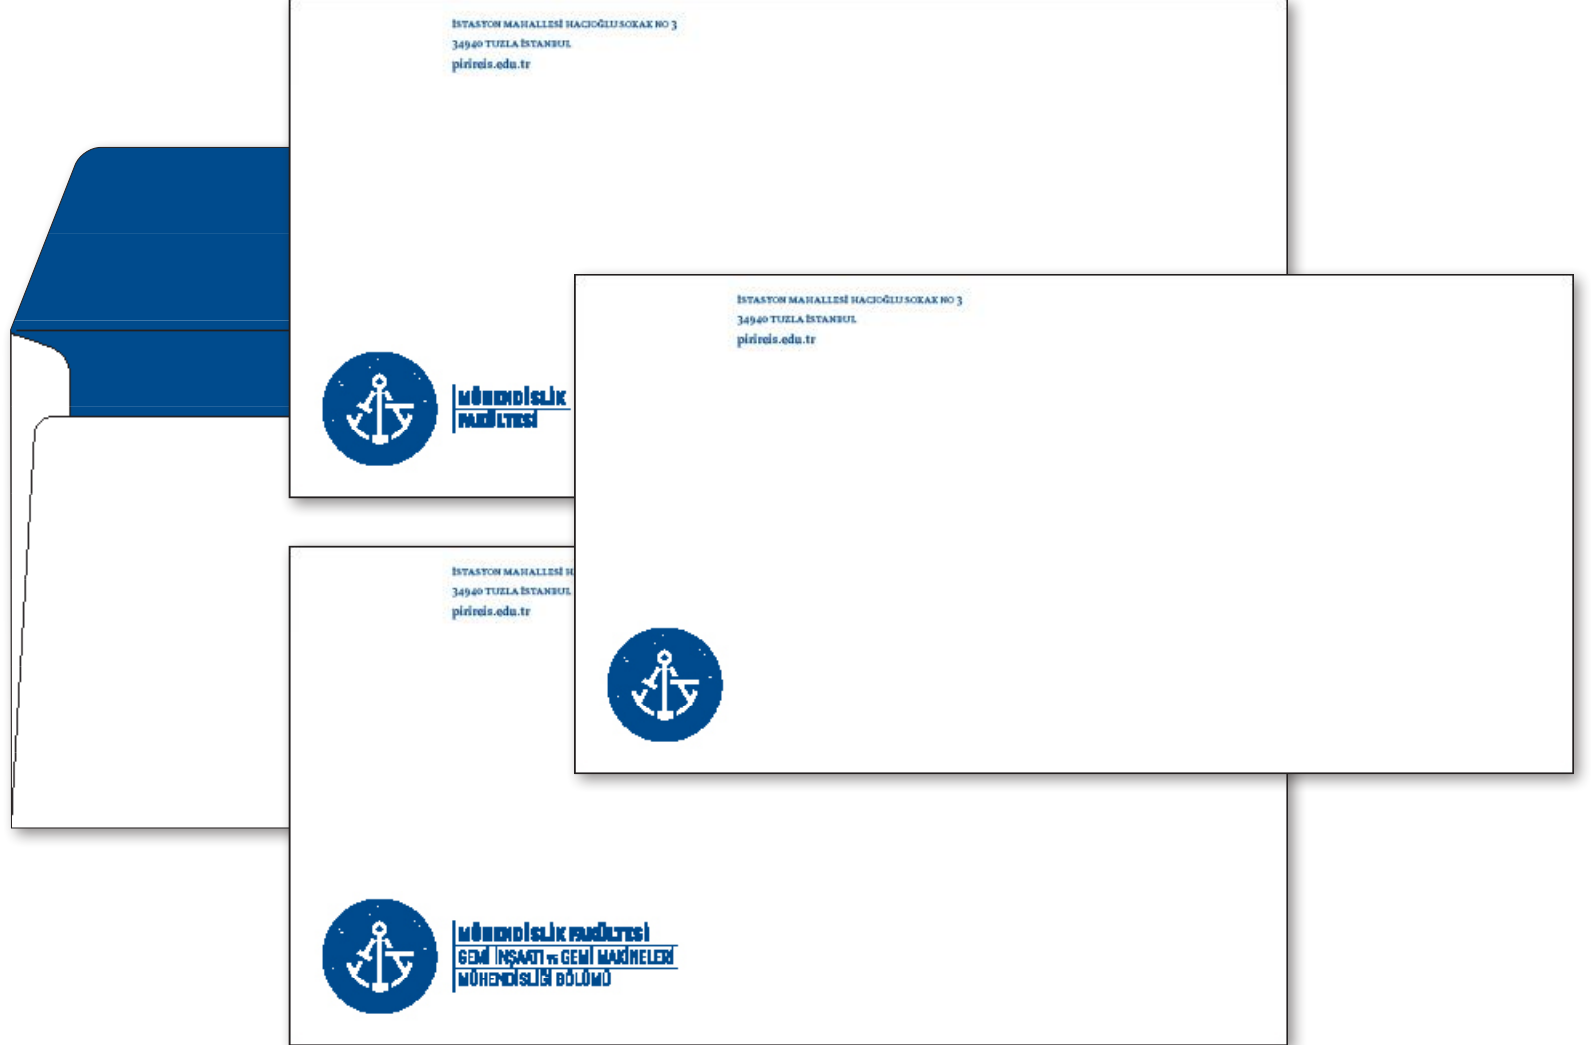 İSTASYON MAHALLESİ HACIOĞLU SOKAK NO 3
34940 TUZLA İSTANBUL
pirireis.edu.tr
MÜHENDİSLİK
FAKÜLTESİ
İSTASYON MAHALLESİ HACIOĞLU SOKAK NO 3
34940 TUZLA İSTANBUL
pirireis.edu.tr
İSTASYON MAHALLESİ H
34940 TUZLA İSTANBUL
pirireis.edu.tr
MÜHENDİSLİK FAKÜLTESİ
GEMİ İNŞAATI ve GEMİ MAKİNELERİ
MÜHENDİSLİĞİ BÖLÜMÜ